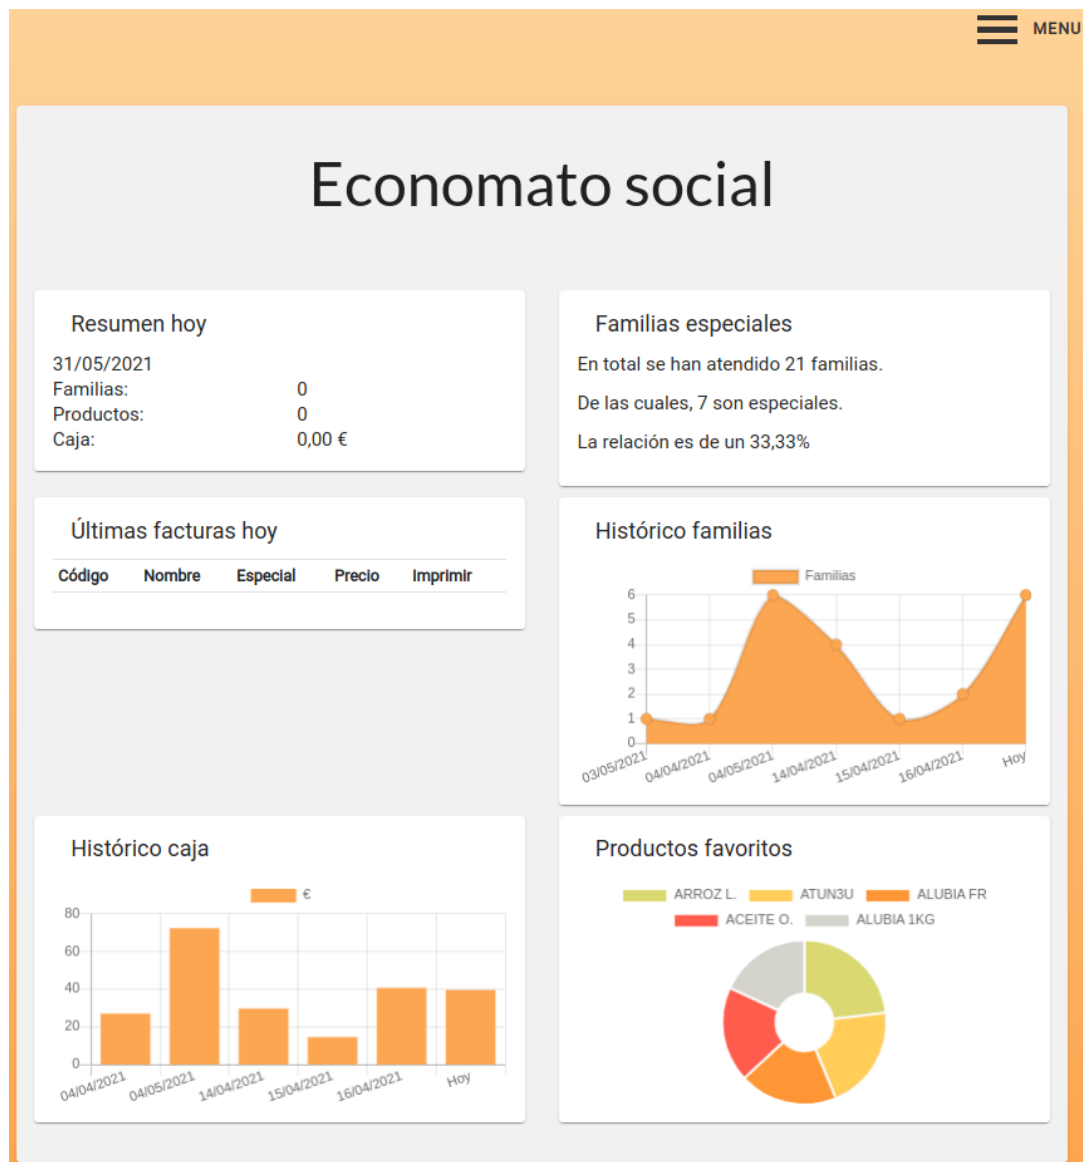 MENU
Economato social
Resumen hoy
31/05/2021
Familias: 0
Productos: 0
Caja: 0,00 €
Familias especiales
En total se han atendido 21 familias.
De las cuales, 7 son especiales.
La relación es de un 33,33%
Últimas facturas hoy
Código Nombre Especial Precio Imprimir
Histórico familias
Familias
6
5
4
3
2
1
0
03/05/2021 04/04/2021 04/05/2021 14/04/2021 15/04/2021 16/04/2021 Hoy
Histórico caja
€
80
60
40
20
0
04/04/2021 04/05/2021 14/04/2021 15/04/2021 16/04/2021 Hoy
Productos favoritos
ARROZ L. ATUN3U ALUBIA FR
ACEITE O. ALUBIA 1KG